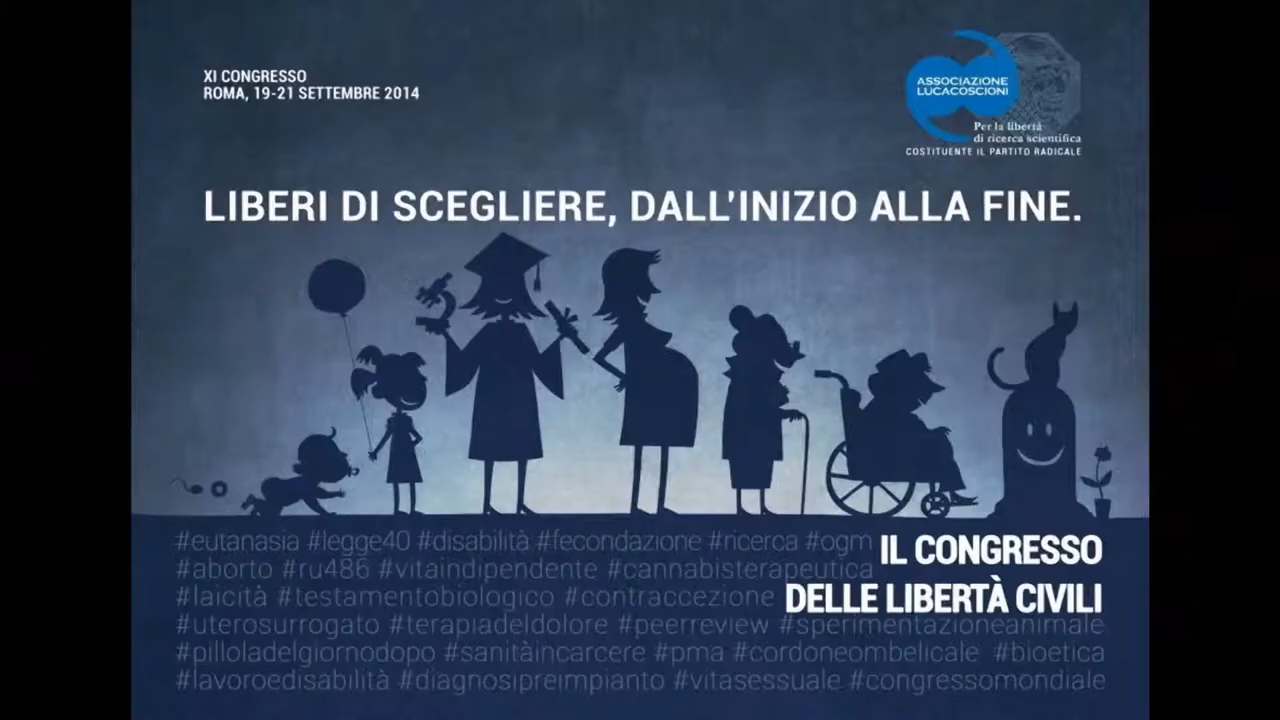 XI CONGRESSO
ROMA, 19-21 SETTEMBRE 2014
ASSOCIAZIONE
LUCACOSCIONI
Per la libertà
di ricerca scientifica
COSTITUENTE IL PARTITO RADICALE
LIBERI DI SCEGLIERE, DALL'INIZIO ALLA FINE.
#eutanasia #legge40 #disabilità #fecondazione #ricerca #ogm
#aborto #ru486 #vitaindipendente #cannabisterapeutica
#laicità #testamentobiologico #contraccezione
#uterosurrogato #terapiadeldolore #peerreview #sperimentazioneanimale
#pilloladelgiornodopo #sanitàincarcere #pma #cordoneombelicale #bioetica
#lavoroedisabilità #diagnosipreimpianto #vitasessuale #congressomondiale
IL CONGRESSO
DELLE LIBERTÀ CIVILI